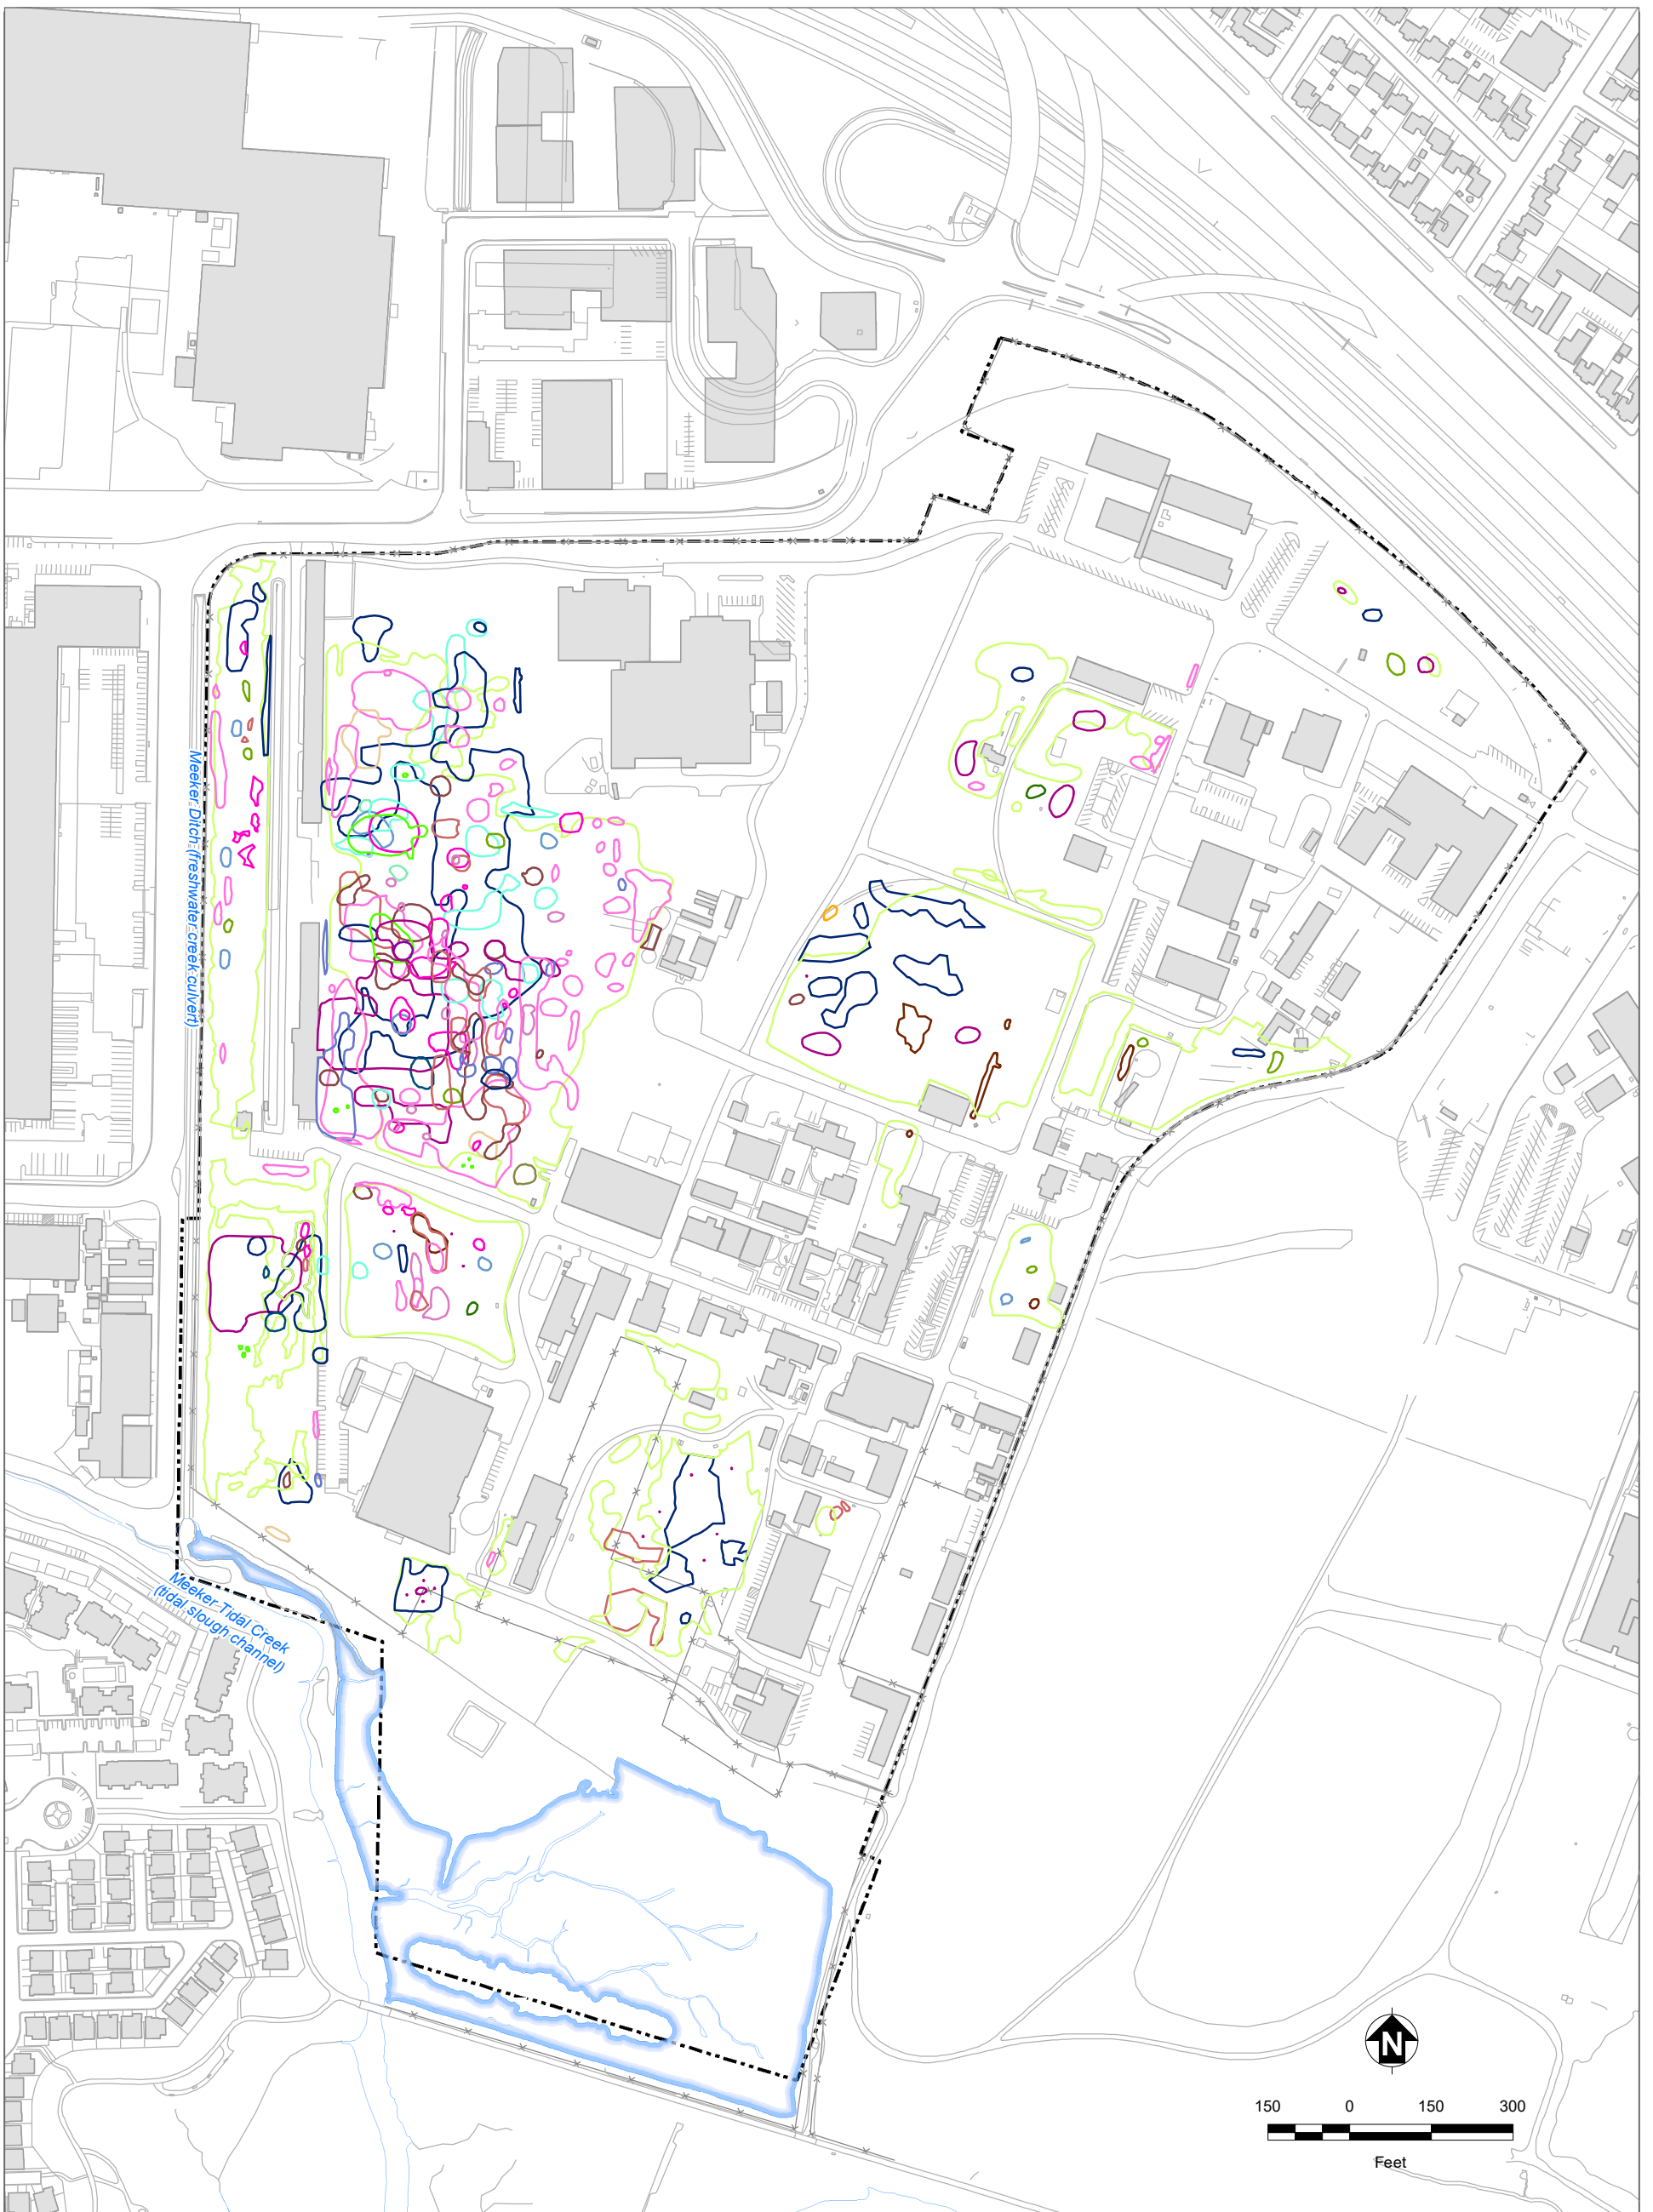 Meeker Ditch (freshwater creek culvert)
Meeker Tidal Creek
(tidal slough channel)
N
150 0 150 300
Feet